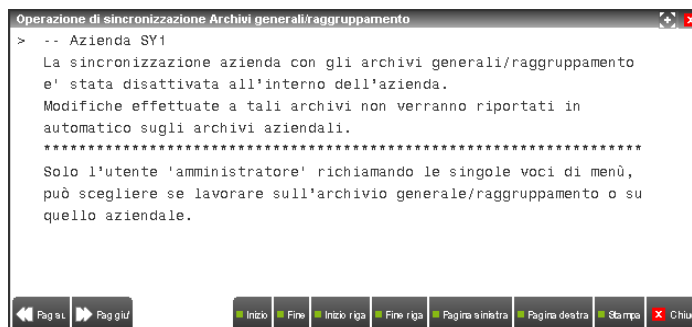 Operazione di sincronizzazione Archivi generali/raggruppamento
> -- Azienda SY1
La sincronizzazione azienda con gli archivi generali/raggruppamento
e' stata disattivata all'interno dell'azienda.
Modifiche effettuate a tali archivi non verranno riportati in
automatico sugli archivi aziendali.
********************************************************************
Solo l'utente 'amministratore' richiamando le singole voci di menù,
può scegliere se lavorare sull'archivio generale/raggruppamento o su
quello aziendale.
Pag su Pag giu' Inizio Fine Inizio riga Fine riga Pagina sinistra Pagina destra Stampa X Chiu